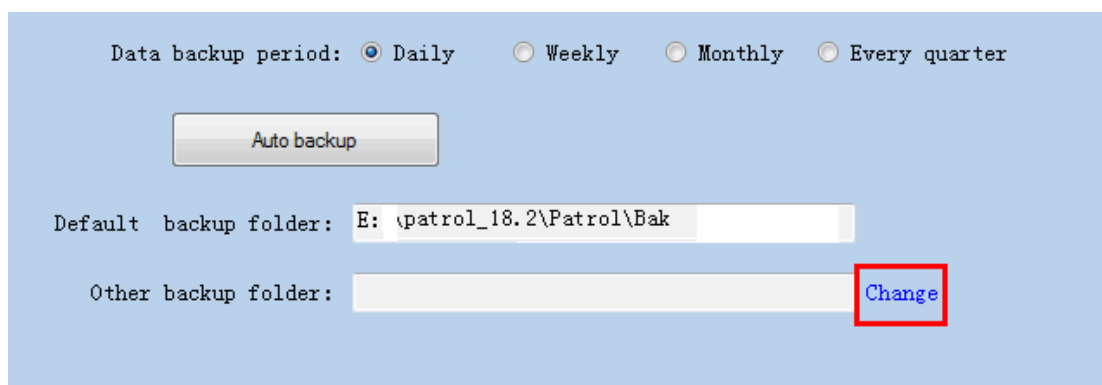 Data backup period: Daily Weekly Monthly Every quarter
Auto backup
Default backup folder: E: \patrol_18.2\Patrol\Bak
Other backup folder: Change